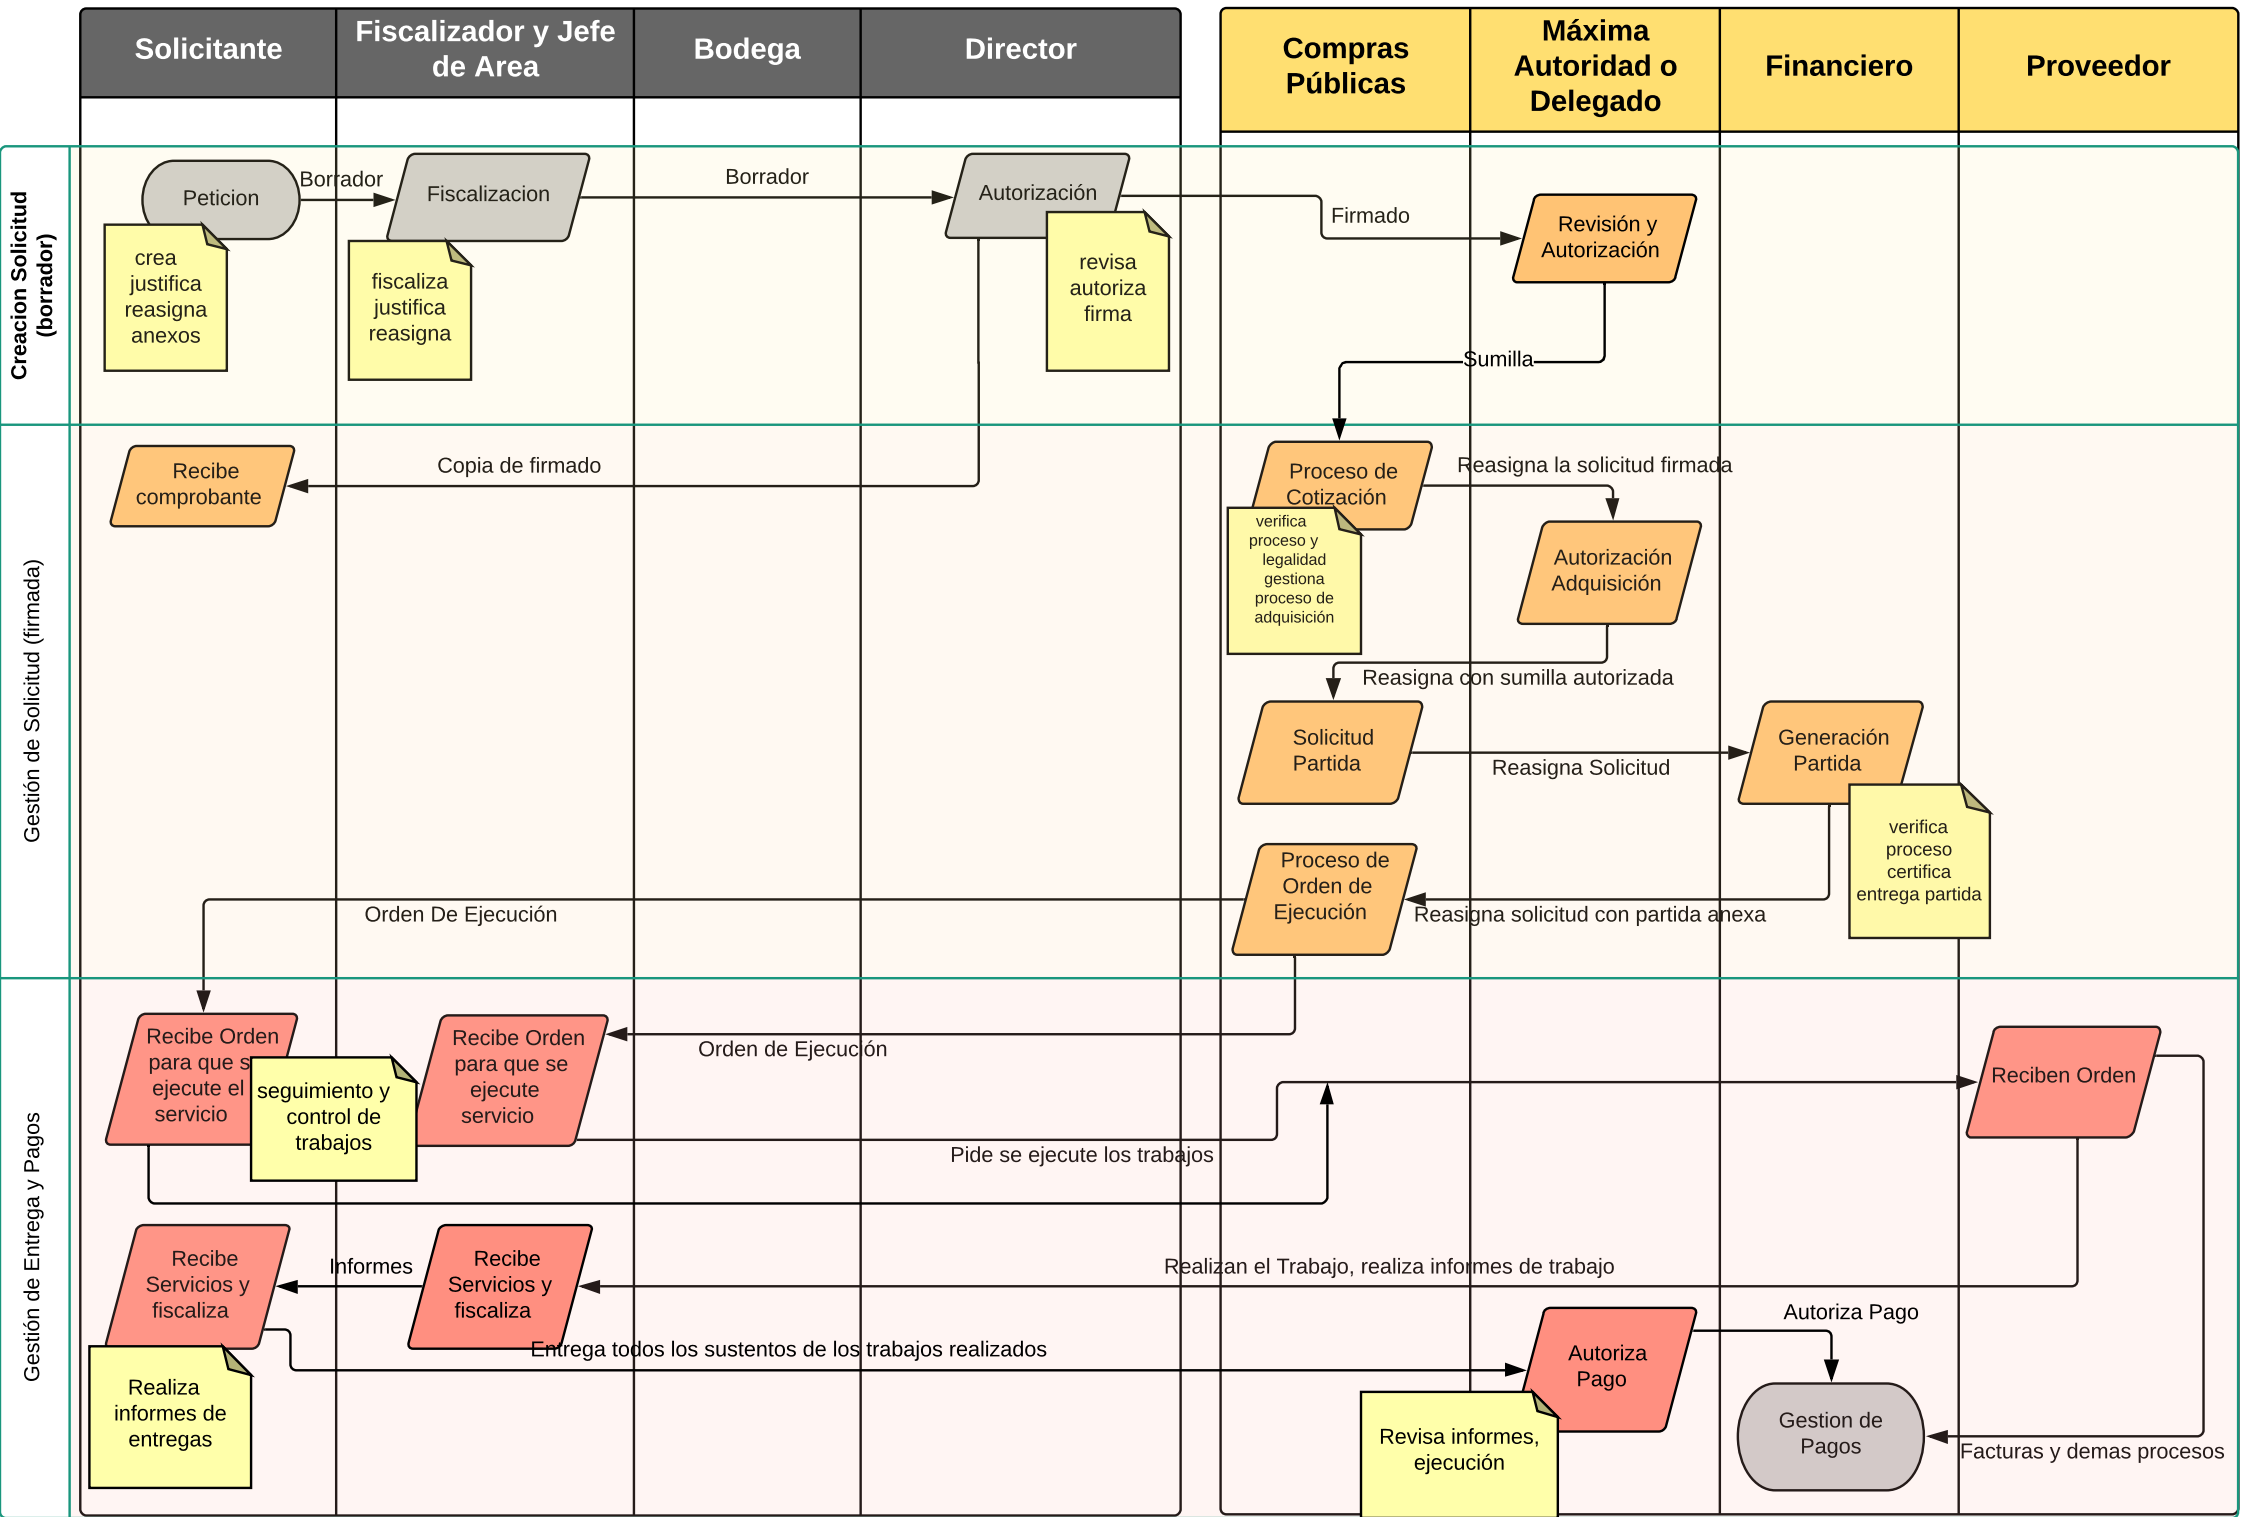 Solicitante
Fiscalizador y Jefe
de Area
Bodega
Director
Compras
Públicas
Máxima
Autoridad o
Delegado
Financiero
Proveedor
Creacion Solicitud
(borrador)
Peticion
Borrador
Fiscalizacion
Borrador
Autorización
Firmado
Revisión y
Autorización
crea
justifica
reasigna
anexos
fiscaliza
justifica
reasigna
revisa
autoriza
firma
Sumilla
Gestión de Solicitud (firmada)
Recibe
comprobante
Copia de firmado
Proceso de
Cotización
Reasigna la solicitud firmada
verifica
proceso y
legalidad
gestiona
proceso de
adquisición
Autorización
Adquisición
Reasigna con sumilla autorizada
Solicitud
Partida
Reasigna Solicitud
Generación
Partida
verifica
proceso
certifica
entrega partida
Proceso de
Orden de
Ejecución
Orden De Ejecución
Reasigna solicitud con partida anexa
Gestión de Entrega y Pagos
Recibe Orden
para que s
ejecute el
servicio
seguimiento y
control de
trabajos
Recibe Orden
para que se
ejecute
servicio
Orden de Ejecución
Reciben Orden
Pide se ejecute los trabajos
Recibe
Servicios y
fiscaliza
Informes
Recibe
Servicios y
fiscaliza
Realizan el Trabajo, realiza informes de trabajo
Entrega todos los sustentos de los trabajos realizados
Autoriza
Pago
Autoriza Pago
Realiza
informes de
entregas
Revisa informes,
ejecución
Gestion de
Pagos
Facturas y demas procesos